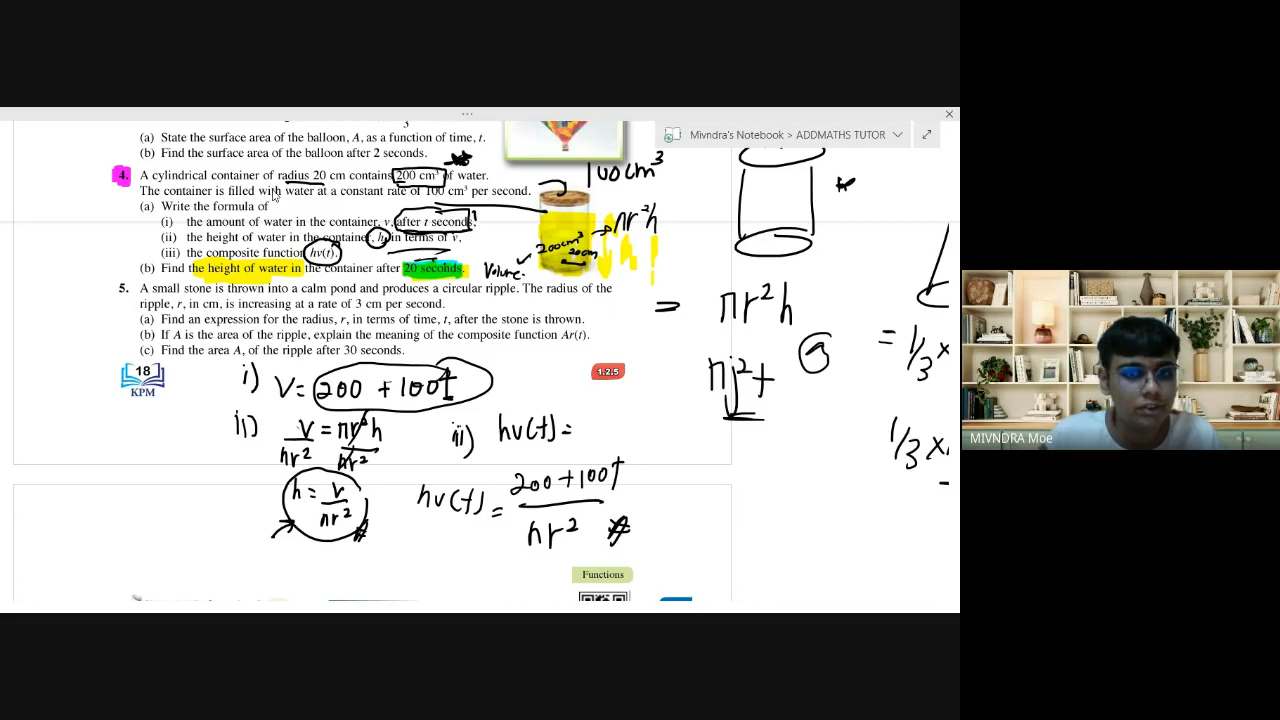 Mivndra's Notebook > ADDMATHS TUTOR
(a) State the surface area of the balloon, A, as a function of time, t.
(b) Find the surface area of the balloon after 2 seconds.
4. A cylindrical container of radius 20 cm contains 200 cm³ of water.
The container is filled with water at a constant rate of 100 cm³ per second.
(a) Write the formula of
(i) the amount of water in the container, v, after t seconds,
(ii) the height of water in the container, h, in terms of v,
(iii) the composite function hv(t).
(b) Find the height of water in the container after 20 seconds.
100cm³
πr²h
200cm³
20cm
Volume
5. A small stone is thrown into a calm pond and produces a circular ripple. The radius of the
ripple, r, in cm, is increasing at a rate of 3 cm per second.
(a) Find an expression for the radius, r, in terms of time, t, after the stone is thrown.
(b) If A is the area of the ripple, explain the meaning of the composite function Ar(t).
(c) Find the area A, of the ripple after 30 seconds.
18
KPM
1.2.5
i) V = 200 + 100t
ii) v = πr²h
πr² πr²
h = v
πr²
ii) hv(t) =
hv(t) = 200 + 100t
πr²
= πr²h
πj²t
= 1/3 x
1/3 x
Functions
MIVNDRA Moe